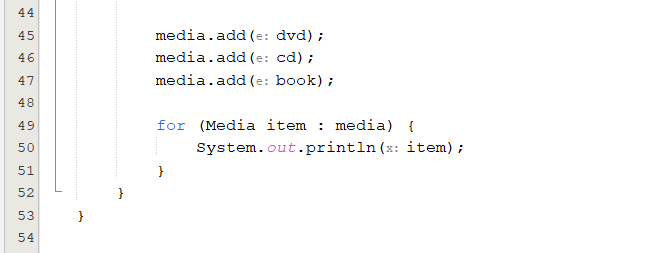 44
45 media.add(e: dvd);
46 media.add(e: cd);
47 media.add(e: book);
48
49 for (Media item : media) {
50 System.out.println(x: item);
51 }
52 }
53 }
54